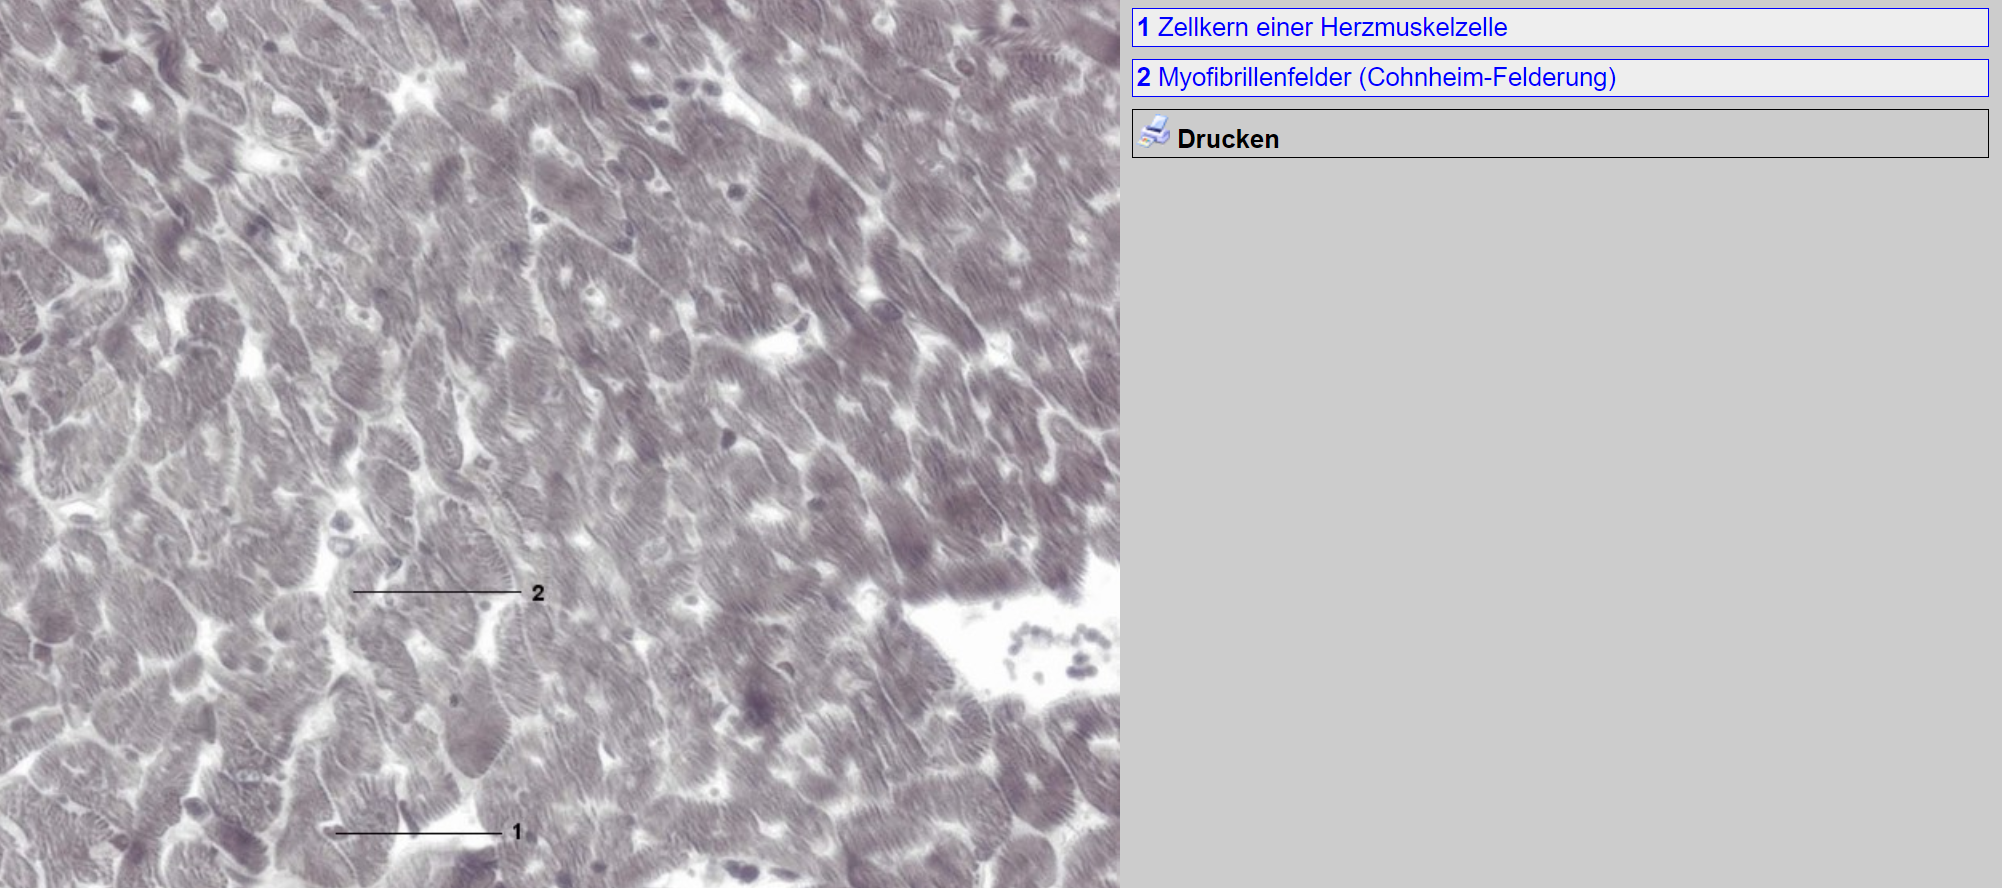 1 Zellkern einer Herzmuskelzelle
2 Myofibrillenfelder (Cohnheim-Felderung)
Drucken
2
1